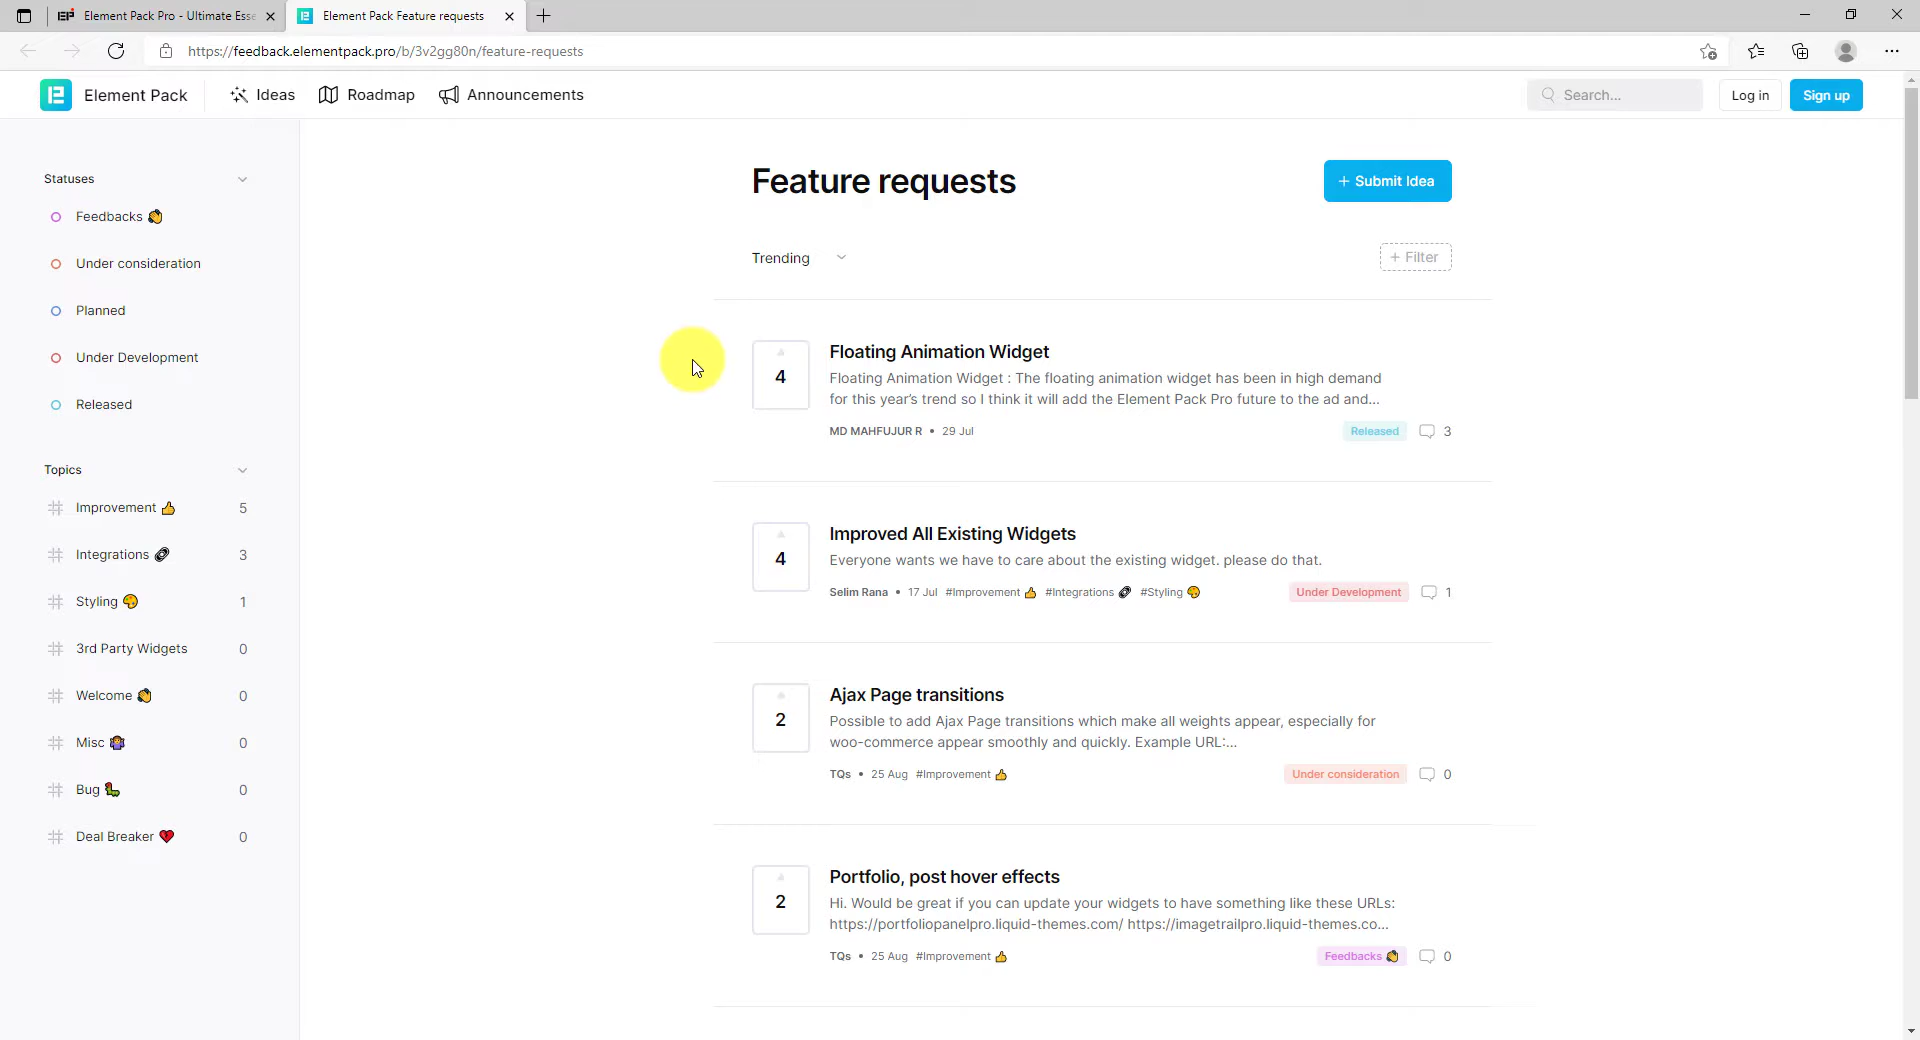 Element Pack Pro - Ultimate Esse
Element Pack Feature requests
https://feedback.elementpack.pro/b/3v2gg80n/feature-requests
Element Pack
Ideas
Roadmap
Announcements
Search...
Log in
Sign up
Statuses
Feedbacks 👏
Under consideration
Planned
Under Development
Released
Topics
Improvement 👍 5
Integrations 🔗 3
Styling 🎨 1
3rd Party Widgets 0
Welcome 👏 0
Misc 🤷 0
Bug 🐛 0
Deal Breaker 💔 0
Feature requests
+ Submit Idea
Trending
+ Filter
4
Floating Animation Widget
Floating Animation Widget : The floating animation widget has been in high demand
for this year's trend so I think it will add the Element Pack Pro future to the ad and...
MD MAHFUJUR R • 29 Jul
Released
3
4
Improved All Existing Widgets
Everyone wants we have to care about the existing widget. please do that.
Selim Rana • 17 Jul #Improvement 👍 #Integrations 🔗 #Styling 🎨
Under Development
1
2
Ajax Page transitions
Possible to add Ajax Page transitions which make all weights appear, especially for
woo-commerce appear smoothly and quickly. Example URL:...
TQs • 25 Aug #Improvement 👍
Under consideration
0
2
Portfolio, post hover effects
Hi. Would be great if you can update your widgets to have something like these URLs:
https://portfoliopanelpro.liquid-themes.com/ https://imagetrailpro.liquid-themes.co...
TQs • 25 Aug #Improvement 👍
Feedbacks 👏
0